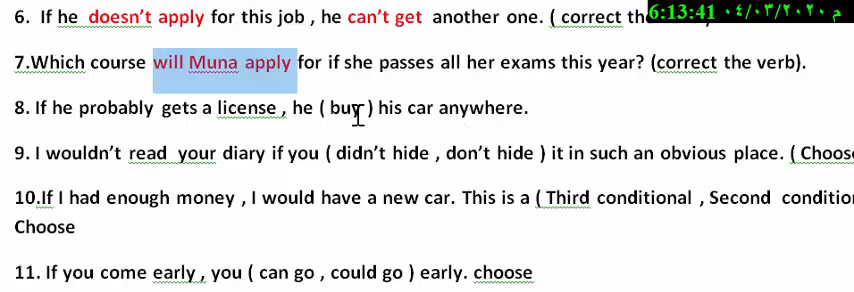 6. If he doesn't apply for this job , he can't get another one. ( correct
6:13:41 ٠٤/٠٣/٢٠٢٠ م
7.Which course will Muna apply for if she passes all her exams this year? (correct the verb).
8. If he probably gets a license , he ( buy ) his car anywhere.
9. I wouldn't read your diary if you ( didn't hide , don't hide ) it in such an obvious place. ( Choos
10.If I had enough money , I would have a new car. This is a ( Third conditional , Second conditio
Choose
11. If you come early , you ( can go , could go ) early. choose